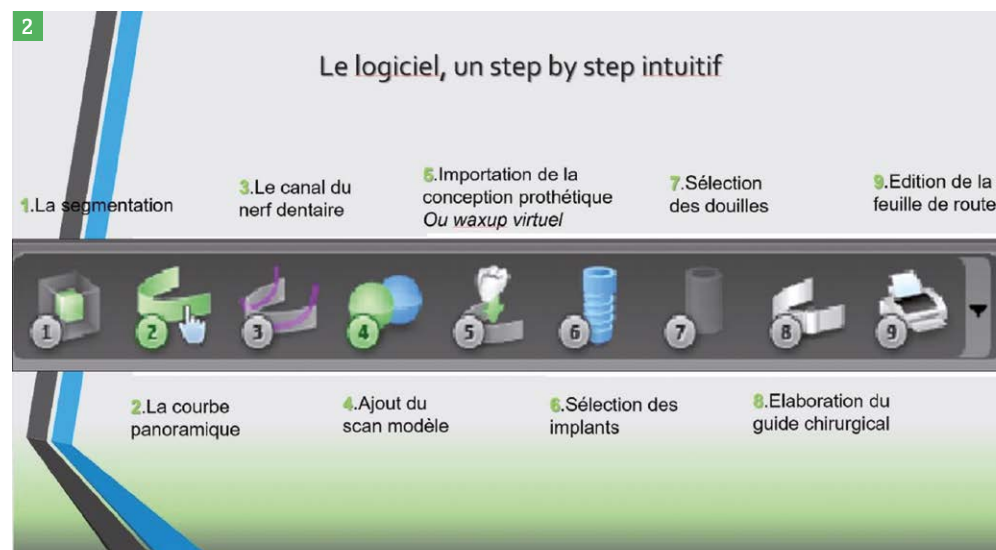 2
Le logiciel, un step by step intuitif
1.La segmentation
3.Le canal du
nerf dentaire
5.Importation de la
conception prothétique
Ou waxup virtuel
7.Sélection
des douilles
9.Edition de la
feuille de route
1 2 3 4 5 6 7 8 9
2.La courbe
panoramique
4.Ajout du
scan modèle
6.Sélection des
implants
8.Elaboration du
guide chirurgical